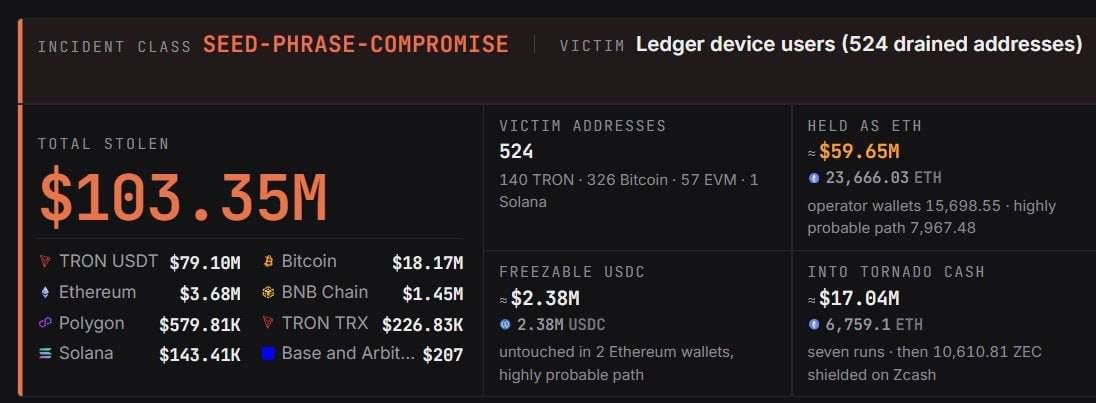 INCIDENT CLASS SEED-PHRASE-COMPROMISE VICTIM Ledger device users (524 drained addresses)
TOTAL STOLEN
$103.35M
TRON USDT $79.10M Bitcoin $18.17M
Ethereum $3.68M BNB Chain $1.45M
Polygon $579.81K TRON TRX $226.83K
Solana $143.41K Base and Arbit... $207
VICTIM ADDRESSES
524
140 TRON · 326 Bitcoin · 57 EVM · 1
Solana
HELD AS ETH
≈$59.65M
23,666.03 ETH
operator wallets 15,698.55 · highly
probable path 7,967.48
FREEZABLE USDC
≈$2.38M
2.38M USDC
untouched in 2 Ethereum wallets,
highly probable path
INTO TORNADO CASH
≈$17.04M
6,759.1 ETH
seven runs · then 10,610.81 ZEC
shielded on Zcash